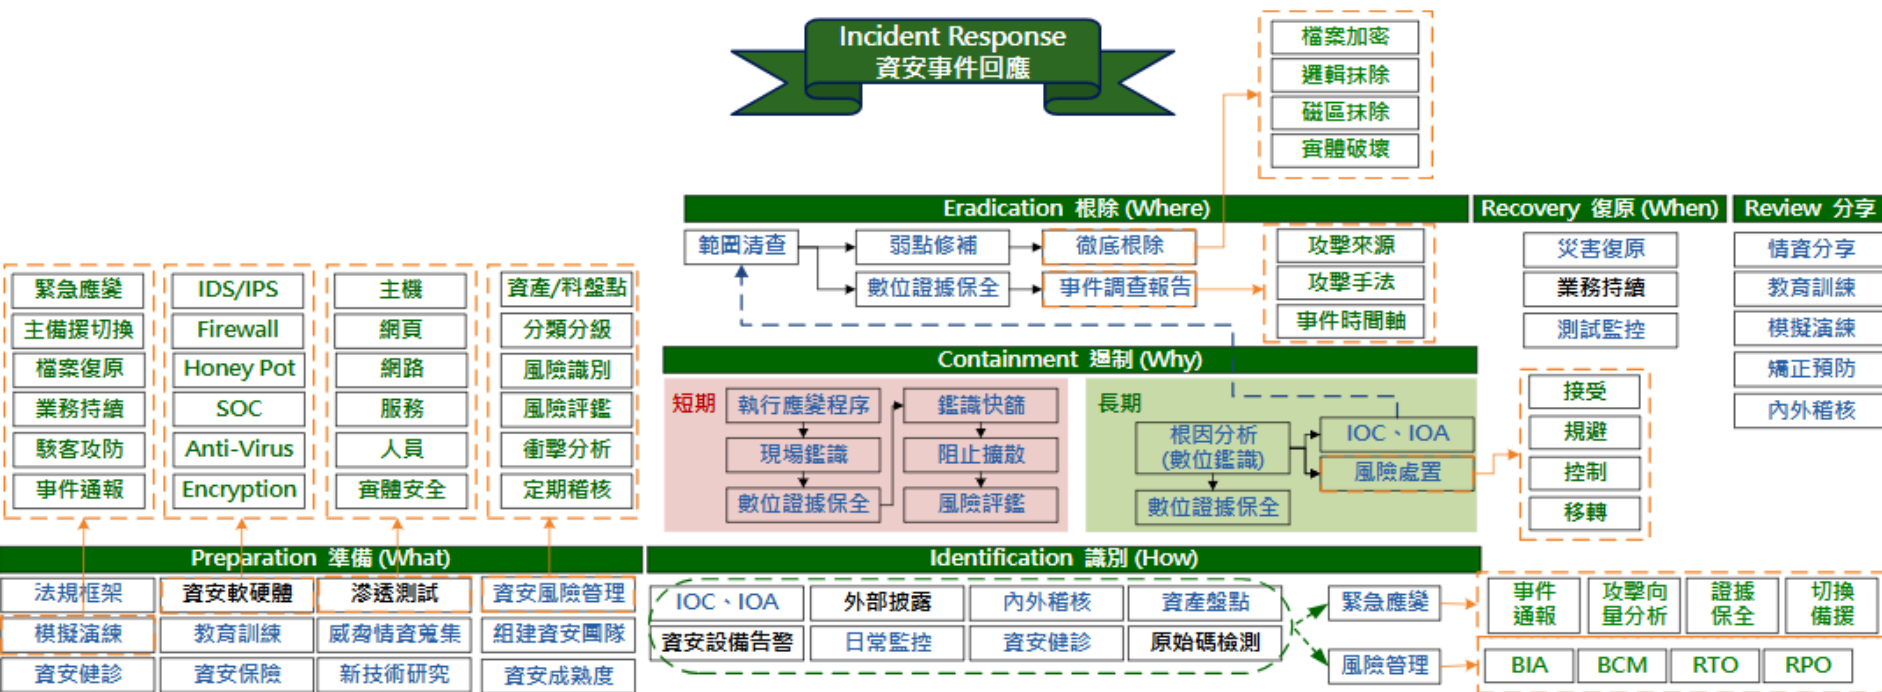 Incident Response
資安事件回應
檔案加密
邏輯抹除
磁區抹除
實體破壞
Eradication 根除 (Where)
範圍清查
弱點修補
徹底根除
數位證據保全
事件調查報告
攻擊來源
攻擊手法
事件時間軸
Recovery 復原 (When)
災害復原
業務持續
測試監控
Review 分享
情資分享
教育訓練
模擬演練
矯正預防
內外稽核
Containment 遏制 (Why)
短期
執行應變程序
現場鑑識
數位證據保全
鑑識快篩
阻止擴散
風險評鑑
長期
根因分析
(數位鑑識)
數位證據保全
IOC、IOA
風險處置
接受
規避
控制
移轉
緊急應變
主備援切換
檔案復原
業務持續
駭客攻防
事件通報
IDS/IPS
Firewall
Honey Pot
SOC
Anti-Virus
Encryption
主機
網頁
網路
服務
人員
實體安全
資產/料盤點
分類分級
風險識別
風險評鑑
衝擊分析
定期稽核
Preparation 準備 (What)
法規框架
資安軟硬體
滲透測試
資安風險管理
模擬演練
教育訓練
威脅情資蒐集
組建資安團隊
資安健診
資安保險
新技術研究
資安成熟度
Identification 識別 (How)
IOC、IOA
外部披露
內外稽核
資產盤點
資安設備告警
日常監控
資安健診
原始碼檢測
緊急應變
風險管理
事件
通報
攻擊向
量分析
證據
保全
切換
備援
BIA
BCM
RTO
RPO